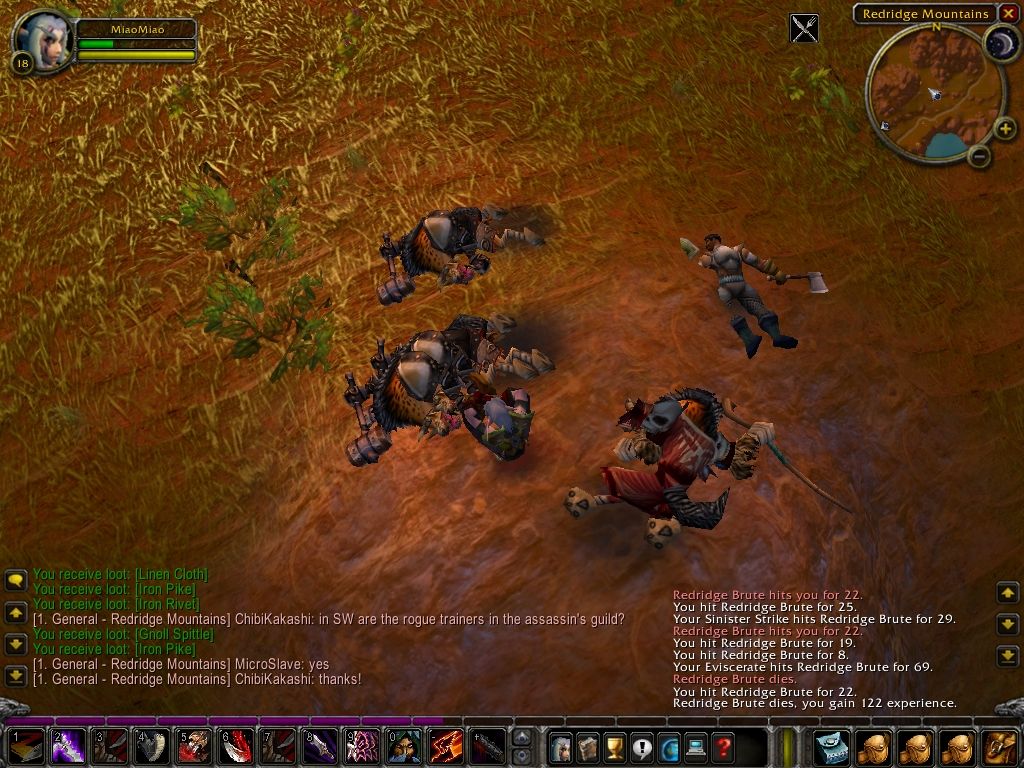 MiaoMiao
18
Redridge Mountains
N
You receive loot: [Linen Cloth]
You receive loot: [Iron Pike]
You receive loot: [Iron Rivet]
[1. General - Redridge Mountains] ChibiKakashi: in SW are the rogue trainers in the assassin's guild?
You receive loot: [Gnoll Spittle]
You receive loot: [Iron Pike]
[1. General - Redridge Mountains] MicroSlave: yes
[1. General - Redridge Mountains] ChibiKakashi: thanks!
Redridge Brute hits you for 22.
You hit Redridge Brute for 25.
Your Sinister Strike hits Redridge Brute for 29.
Redridge Brute hits you for 22.
You hit Redridge Brute for 19.
You hit Redridge Brute for 8.
Your Eviscerate hits Redridge Brute for 69.
Redridge Brute dies.
You hit Redridge Brute for 22.
Redridge Brute dies, you gain 122 experience.
1 2 3 4 5 6 7 8 9 0